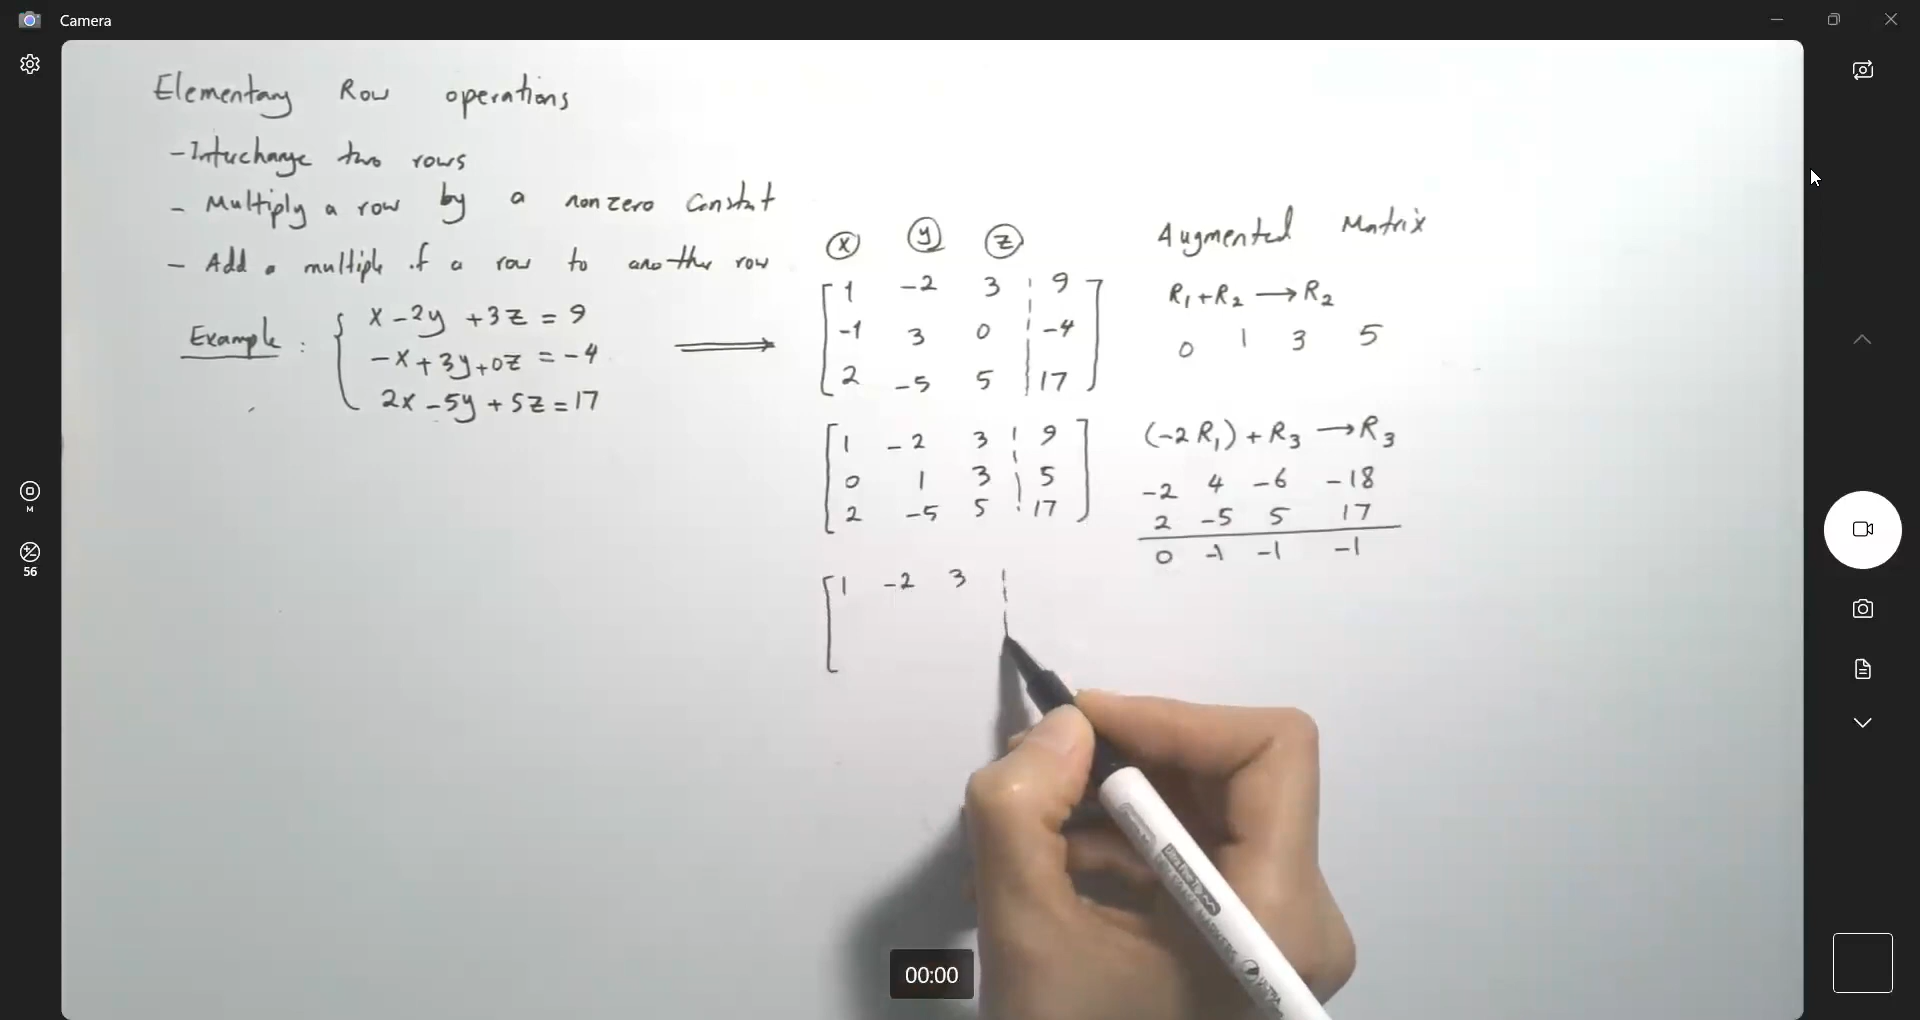 Camera
Elementary Row operations
- Interchange two rows
- Multiply a row by a nonzero constant
- Add a multiple of a row to another row
Example : x - 2y + 3z = 9
-x + 3y + 0z = -4
2x - 5y + 5z = 17
x y z
1 -2 3 9
-1 3 0 -4
2 -5 5 17
1 -2 3 9
0 1 3 5
2 -5 5 17
1 -2 3
Augmented Matrix
R₁+R₂ → R₂
0 1 3 5
(-2R₁) + R₃ → R₃
-2 4 -6 -18
2 -5 5 17
0 -1 -1 -1
M
56
00:00